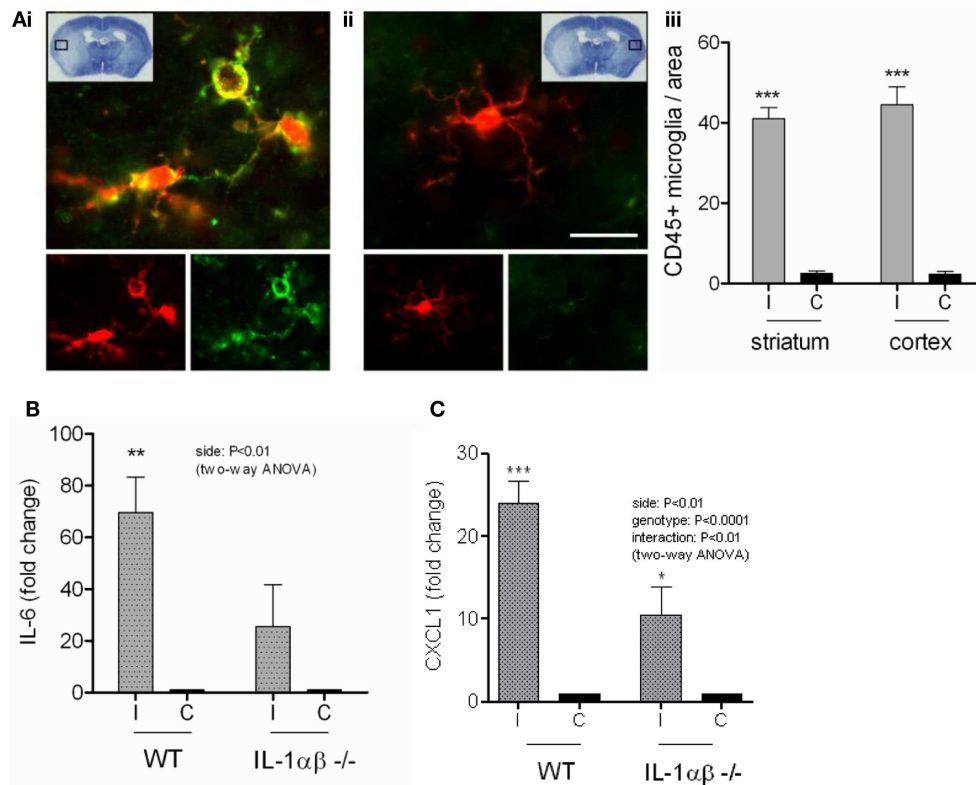 Ai
ii
iii
CD45+ microglia / area
60
40
20
0
***
***
I C I C
striatum cortex
B
IL-6 (fold change)
100
80
60
40
20
0
**
side: P<0.01
(two-way ANOVA)
I C I C
WT IL-1αβ -/-
C
CXCL1 (fold change)
30
20
10
0
***
side: P<0.01
genotype: P<0.0001
interaction: P<0.01
(two-way ANOVA)
*
I C I C
WT IL-1αβ -/-